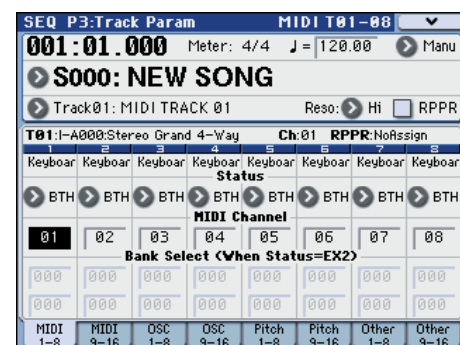 SEQ P3:Track Param MIDI T01-08
001:01.000 Meter: 4/4 ♩= 120.00 Manu
S000: NEW SONG
Track01: MIDI TRACK 01 Reso: Hi RPPR
T01:I-A000:Stereo Grand 4-Way Ch:01 RPPR:NoAssign
1 2 3 4 5 6 7 8
Keyboar Keyboar Keyboar Keyboar Keyboar Keyboar Keyboar Keyboar
Status
BTH BTH BTH BTH BTH BTH BTH BTH
MIDI Channel
01 02 03 04 05 06 07 08
Bank Select (When Status=EX2)
000 000 000 000 000 000 000 000
000 000 000 000 000 000 000 000
MIDI MIDI OSC OSC Pitch Pitch Other Other
1-8 9-16 1-8 9-16 1-8 9-16 1-8 9-16